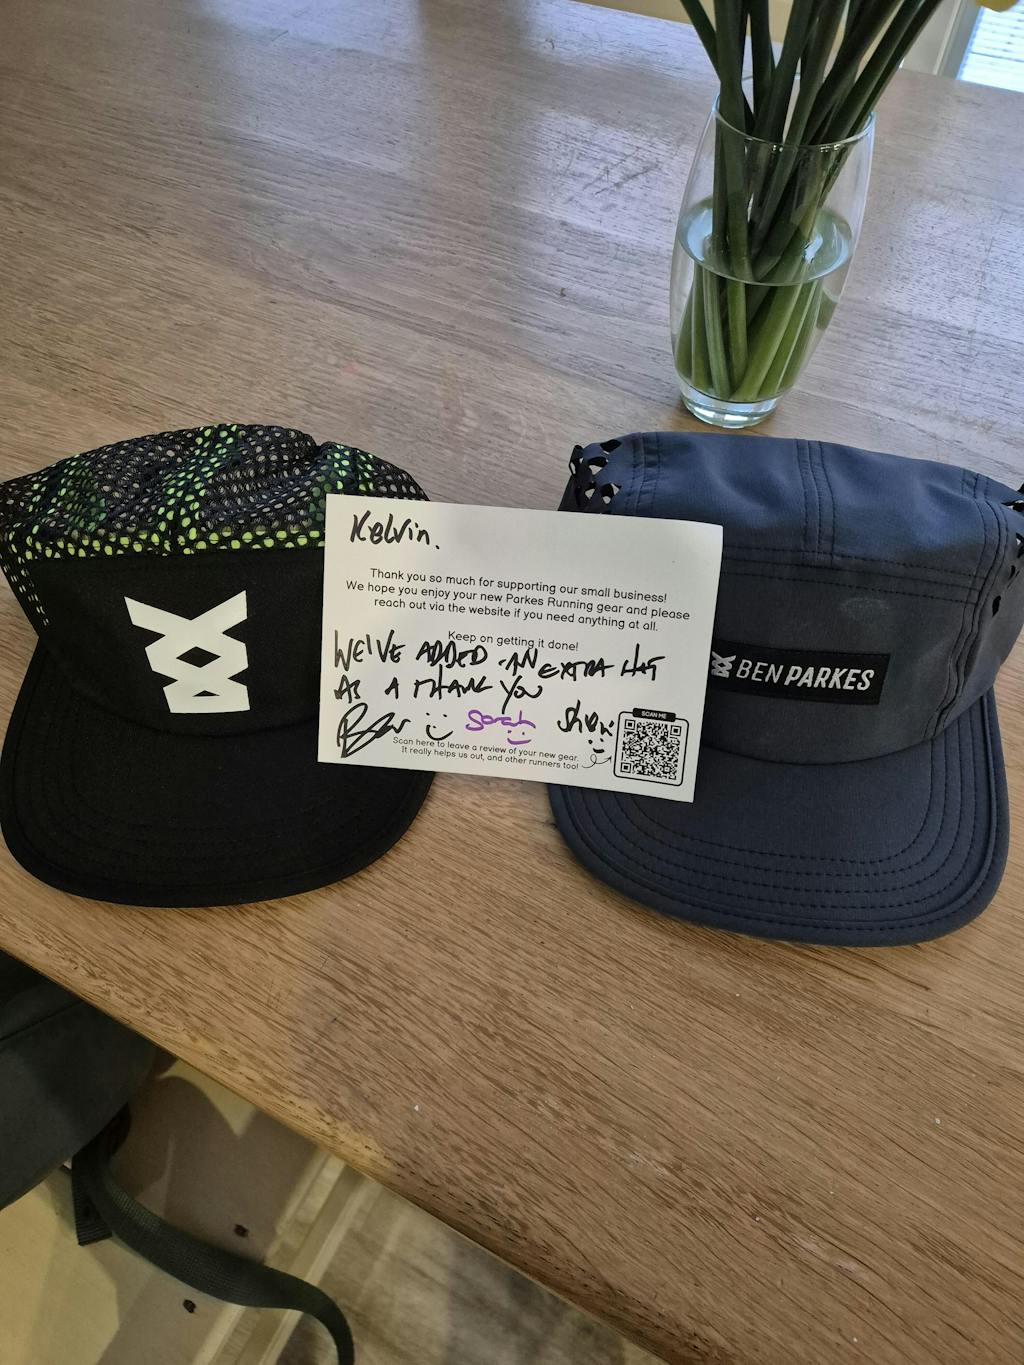 Kelvin.
Thank you so much for supporting our small business!
We hope you enjoy your new Parkes Running gear and please
reach out via the website if you need anything at all.
Keep on getting it done!
WE'VE ADDED AN EXTRA HAT
AS A THANK YOU
Ben Sarah
SCAN ME
Scan here to leave a review of your new gear.
It really helps us out, and other runners too!
BEN PARKES